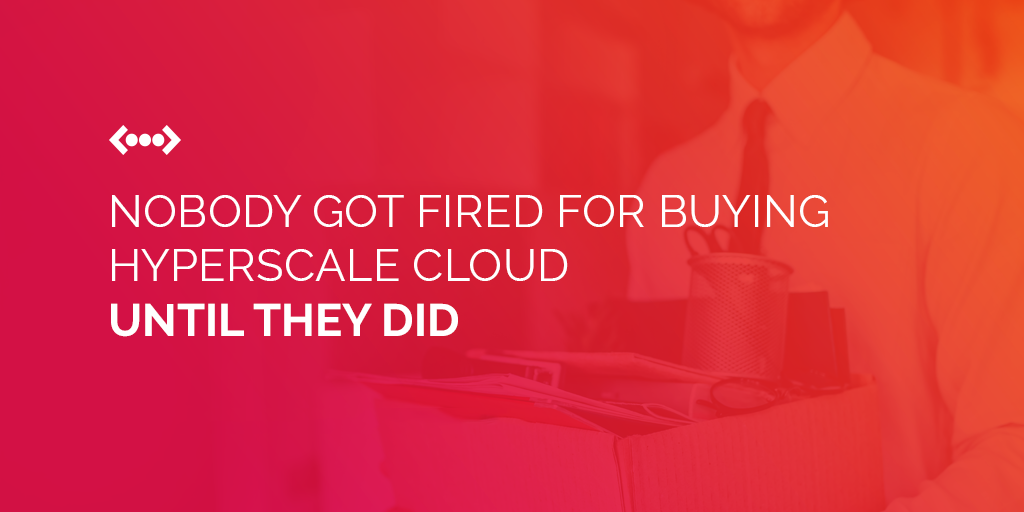 NOBODY GOT FIRED FOR BUYING
HYPERSCALE CLOUD
UNTIL THEY DID